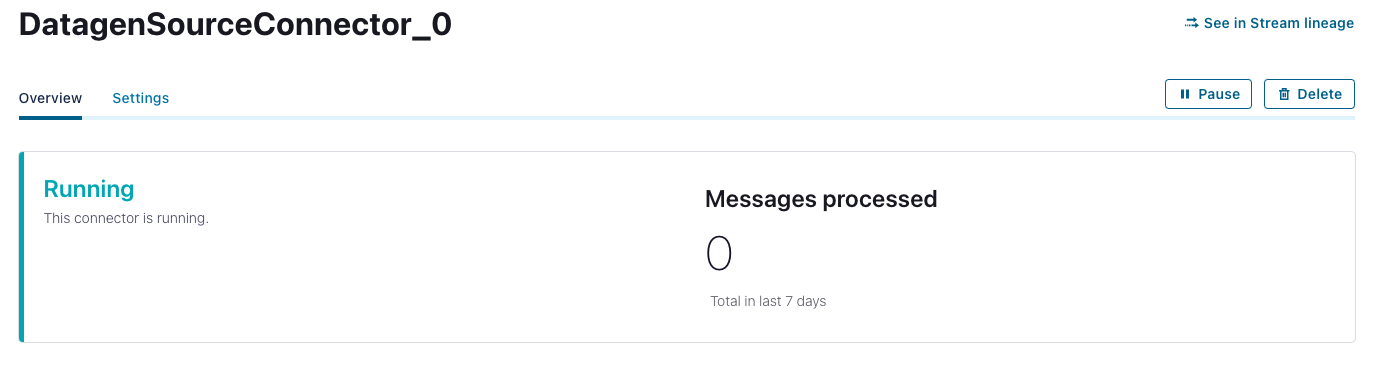 DatagenSourceConnector_0
See in Stream lineage
Overview
Settings
Pause
Delete
Running
This connector is running.
Messages processed
0
Total in last 7 days